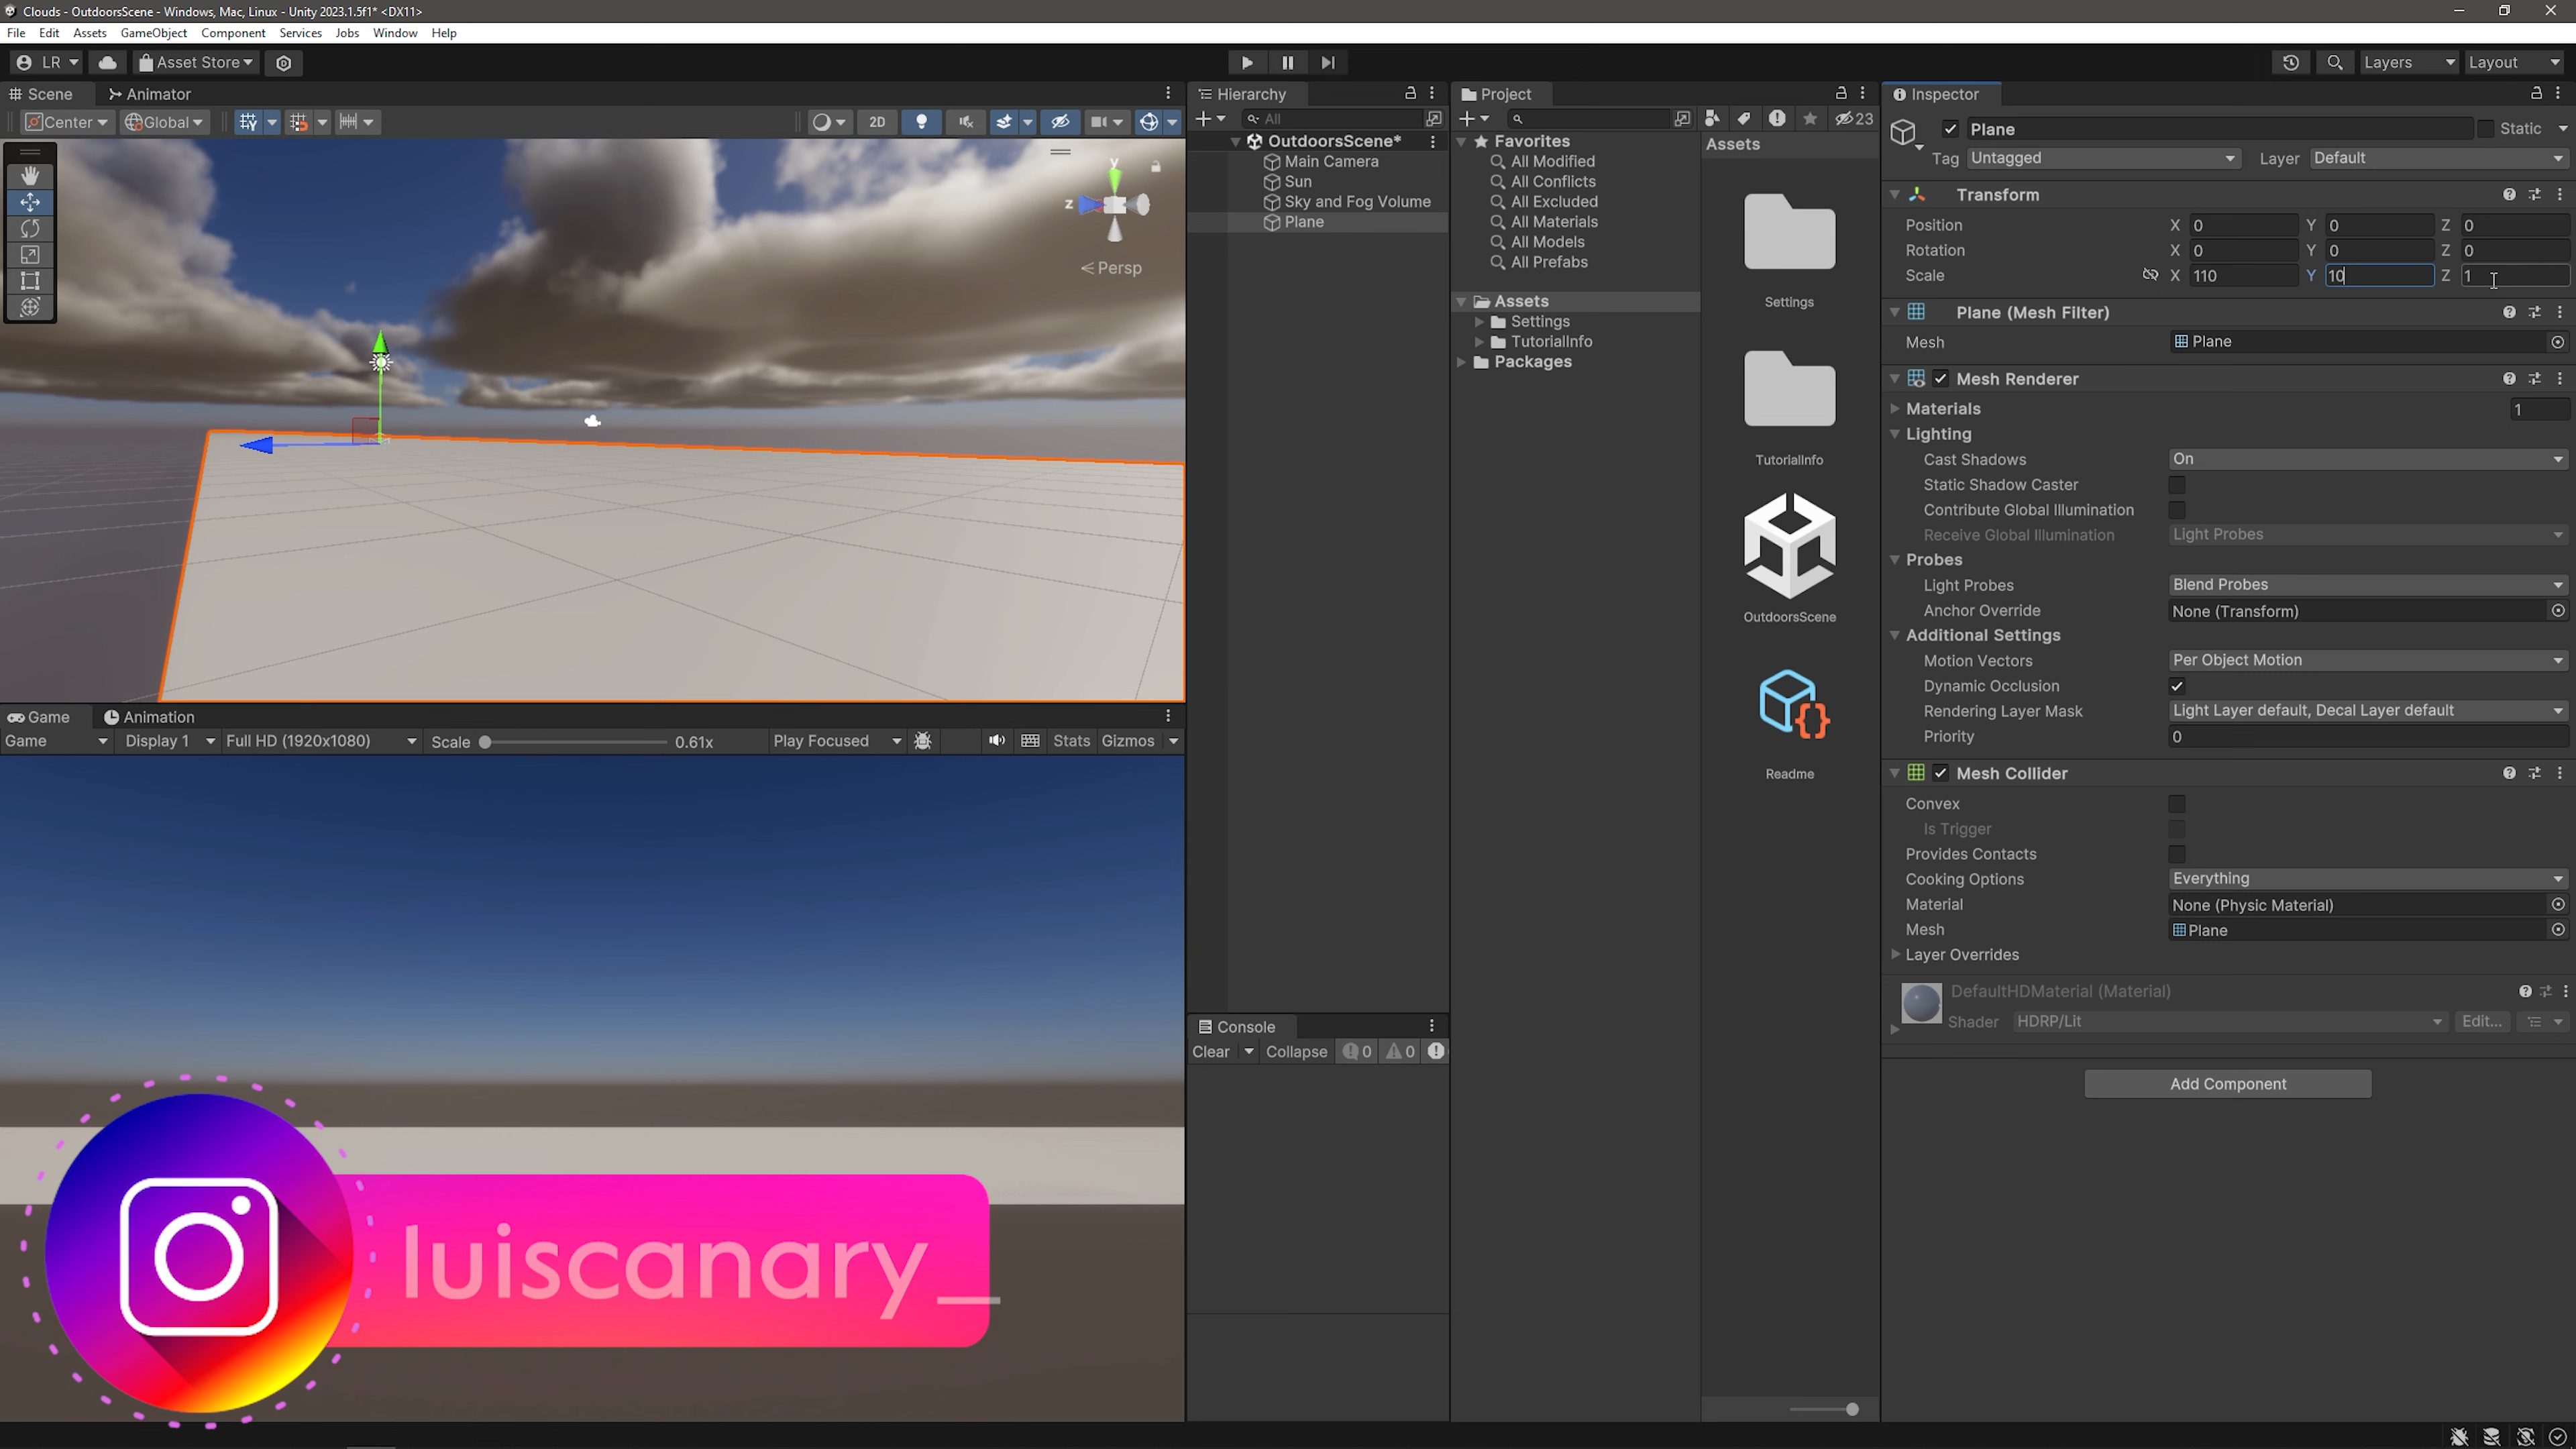 Clouds - OutdoorsScene - Windows, Mac, Linux - Unity 2023.1.5f1* <DX11>
File Edit Assets GameObject Component Services Jobs Window Help
LR Asset Store Layers Layout
Scene Animator
Center Global 2D
y
z
Persp
Game Animation
Game Display 1 Full HD (1920x1080) Scale 0.61x Play Focused Stats Gizmos
luiscanary_
Hierarchy
All
OutdoorsScene*
Main Camera
Sun
Sky and Fog Volume
Plane
Console
Clear Collapse 0 0
Project
23
Favorites
All Modified
All Conflicts
All Excluded
All Materials
All Models
All Prefabs
Assets
Settings
TutorialInfo
Packages
Assets
Settings
TutorialInfo
OutdoorsScene
Readme
Inspector
Plane Static
Tag Untagged Layer Default
Transform
Position X 0 Y 0 Z 0
Rotation X 0 Y 0 Z 0
Scale X 110 Y 10 Z 1
Plane (Mesh Filter)
Mesh Plane
Mesh Renderer
Materials 1
Lighting
Cast Shadows On
Static Shadow Caster
Contribute Global Illumination
Receive Global Illumination Light Probes
Probes
Light Probes Blend Probes
Anchor Override None (Transform)
Additional Settings
Motion Vectors Per Object Motion
Dynamic Occlusion
Rendering Layer Mask Light Layer default, Decal Layer default
Priority 0
Mesh Collider
Convex
Is Trigger
Provides Contacts
Cooking Options Everything
Material None (Physic Material)
Mesh Plane
Layer Overrides
DefaultHDMaterial (Material)
Shader HDRP/Lit Edit...
Add Component